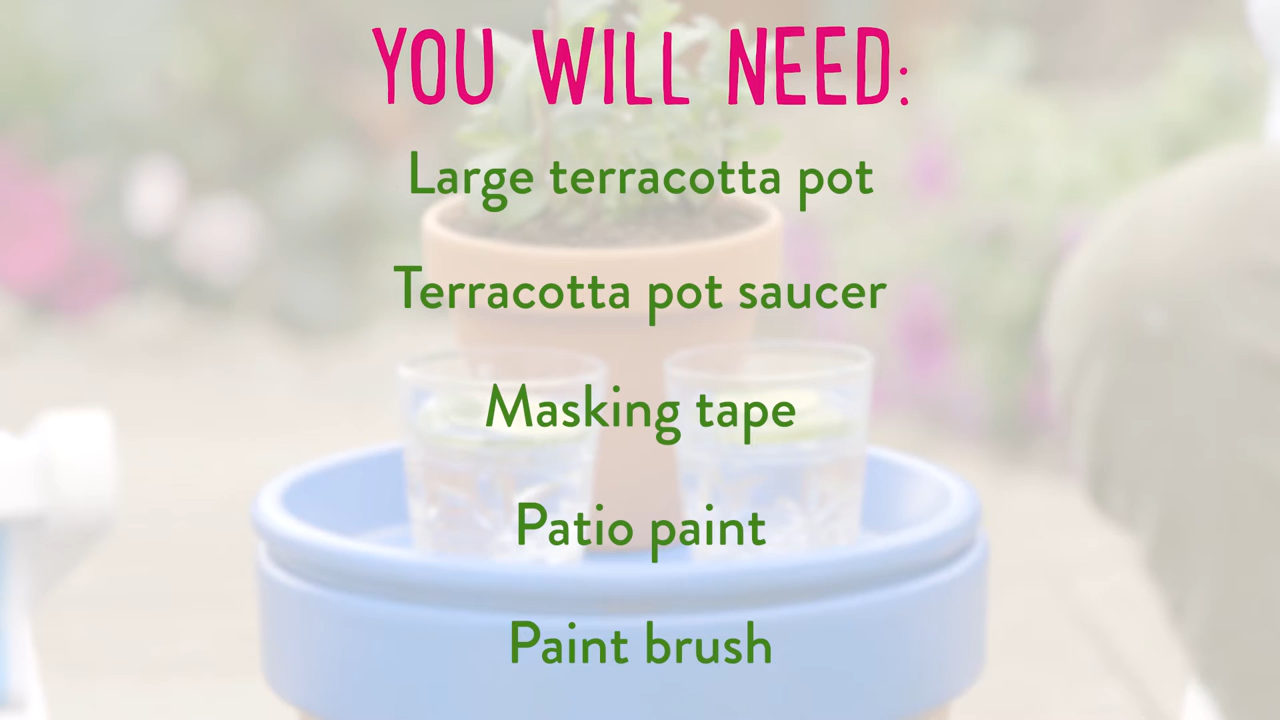 YOU WILL NEED:
Large terracotta pot
Terracotta pot saucer
Masking tape
Patio paint
Paint brush